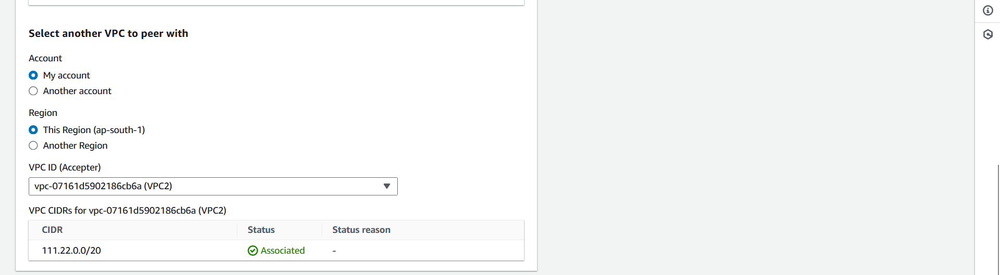 Select another VPC to peer with
Account
My account
Another account
Region
This Region (ap-south-1)
Another Region
VPC ID (Accepter)
vpc-07161d5902186cb6a (VPC2)
VPC CIDRs for vpc-07161d5902186cb6a (VPC2)
CIDR Status Status reason
111.22.0.0/20 Associated -